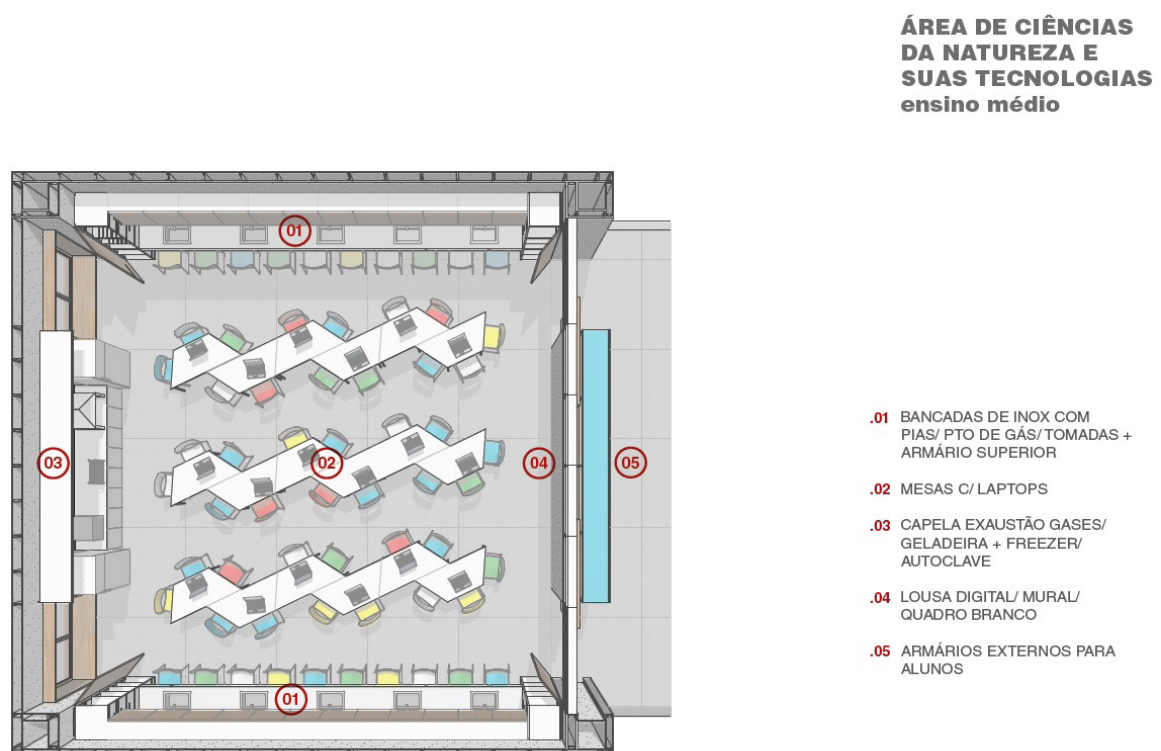 ÁREA DE CIÊNCIAS
DA NATUREZA E
SUAS TECNOLOGIAS
ensino médio
01
03
02
04
05
01
.01 BANCADAS DE INOX COM
PIAS/ PTO DE GÁS/ TOMADAS +
ARMÁRIO SUPERIOR
.02 MESAS C/ LAPTOPS
.03 CAPELA EXAUSTÃO GASES/
GELADEIRA + FREEZER/
AUTOCLAVE
.04 LOUSA DIGITAL/ MURAL/
QUADRO BRANCO
.05 ARMÁRIOS EXTERNOS PARA
ALUNOS